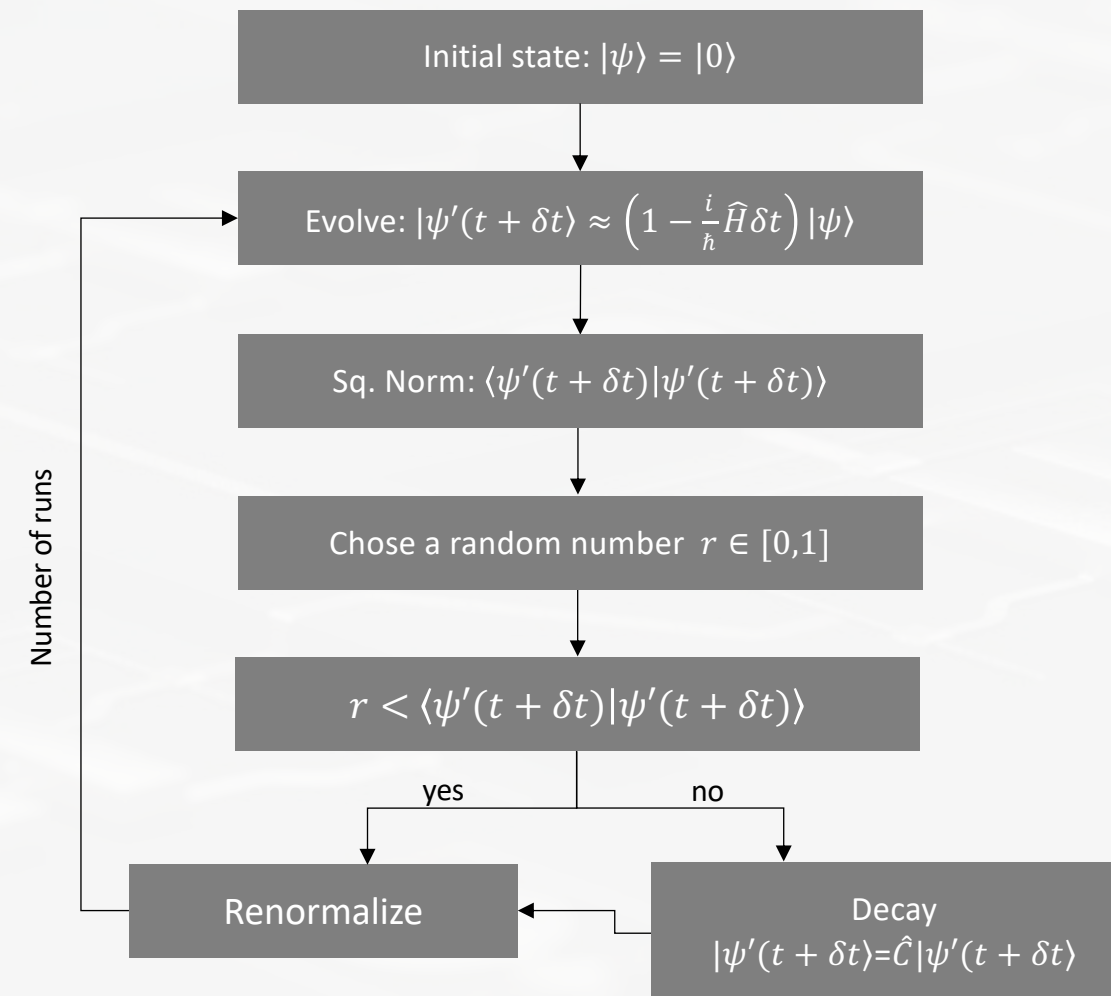 Initial state: |ψ⟩ = |0⟩
Evolve: |ψ′(t + δt⟩ ≈ (1 − i/ħ Ĥδt) |ψ⟩
Sq. Norm: ⟨ψ′(t + δt)|ψ′(t + δt)⟩
Chose a random number r ∈ [0,1]
r < ⟨ψ′(t + δt)|ψ′(t + δt)⟩
yes
no
Renormalize
Decay
|ψ′(t + δt⟩=Ĉ|ψ′(t + δt⟩
Number of runs